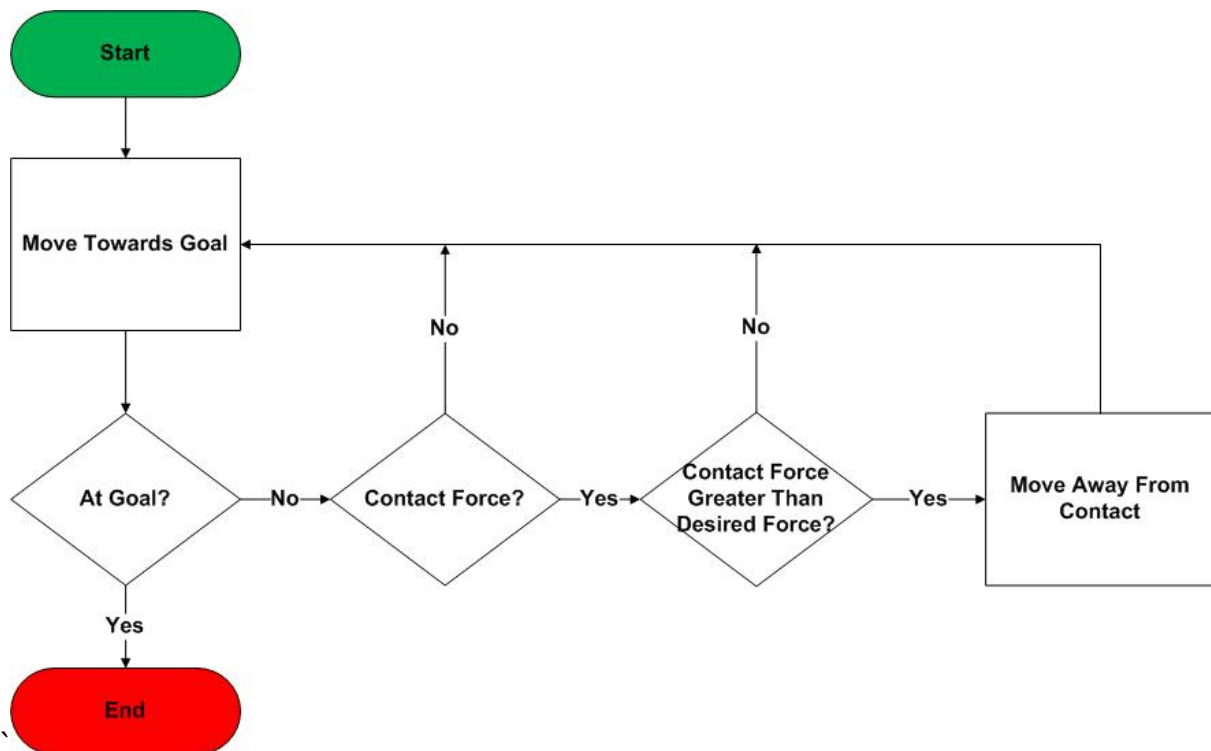 Start
Move Towards Goal
No
No
At Goal?
No
Contact Force?
Yes
Contact Force
Greater Than
Desired Force?
Yes
Move Away From
Contact
Yes
End
`